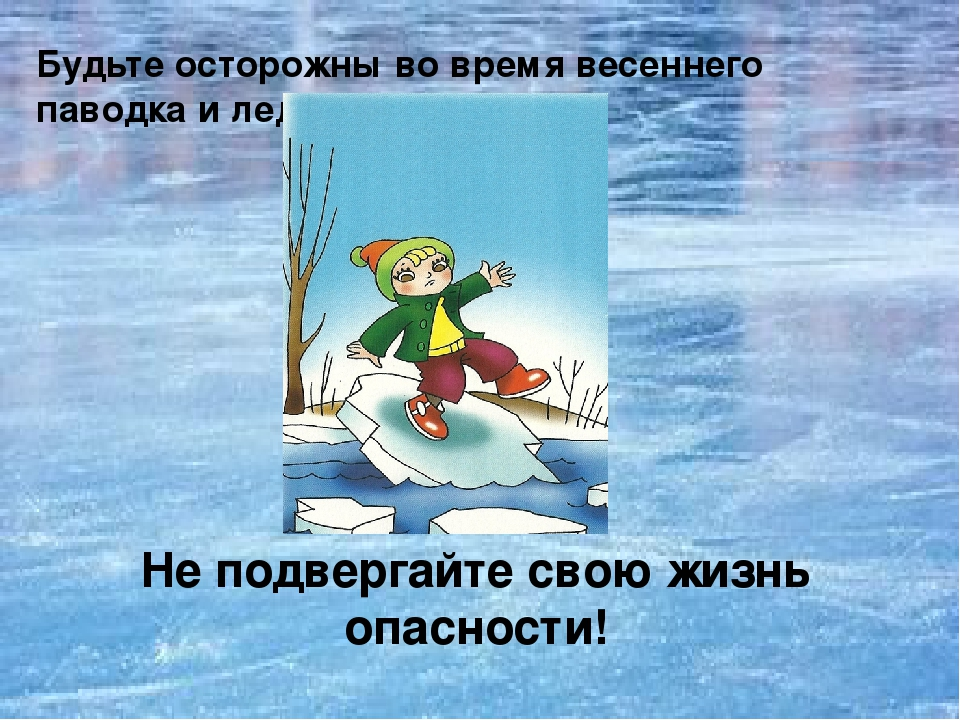 Будьте осторожны во время весеннего
паводка и
Не подвергайте свою жизнь
опасности!